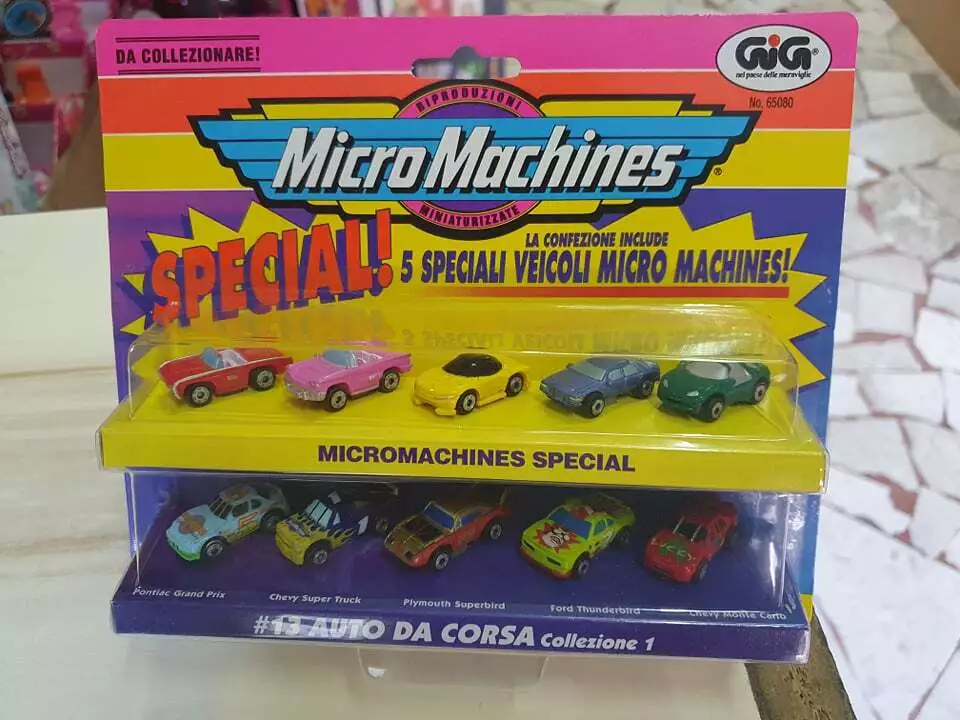 DA COLLEZIONARE!
GiG®
nel paese delle meraviglie
No. 65080
RIPRODUZIONI
Micro Machines®
MINIATURIZZATE
SPECIAL!
LA CONFEZIONE INCLUDE
5 SPECIALI VEICOLI MICRO MACHINES!
MICROMACHINES SPECIAL
Pontiac Grand Prix
Chevy Super Truck
Plymouth Superbird
Ford Thunderbird
Chevy Monte Carlo
#13 AUTO DA CORSA Collezione 1